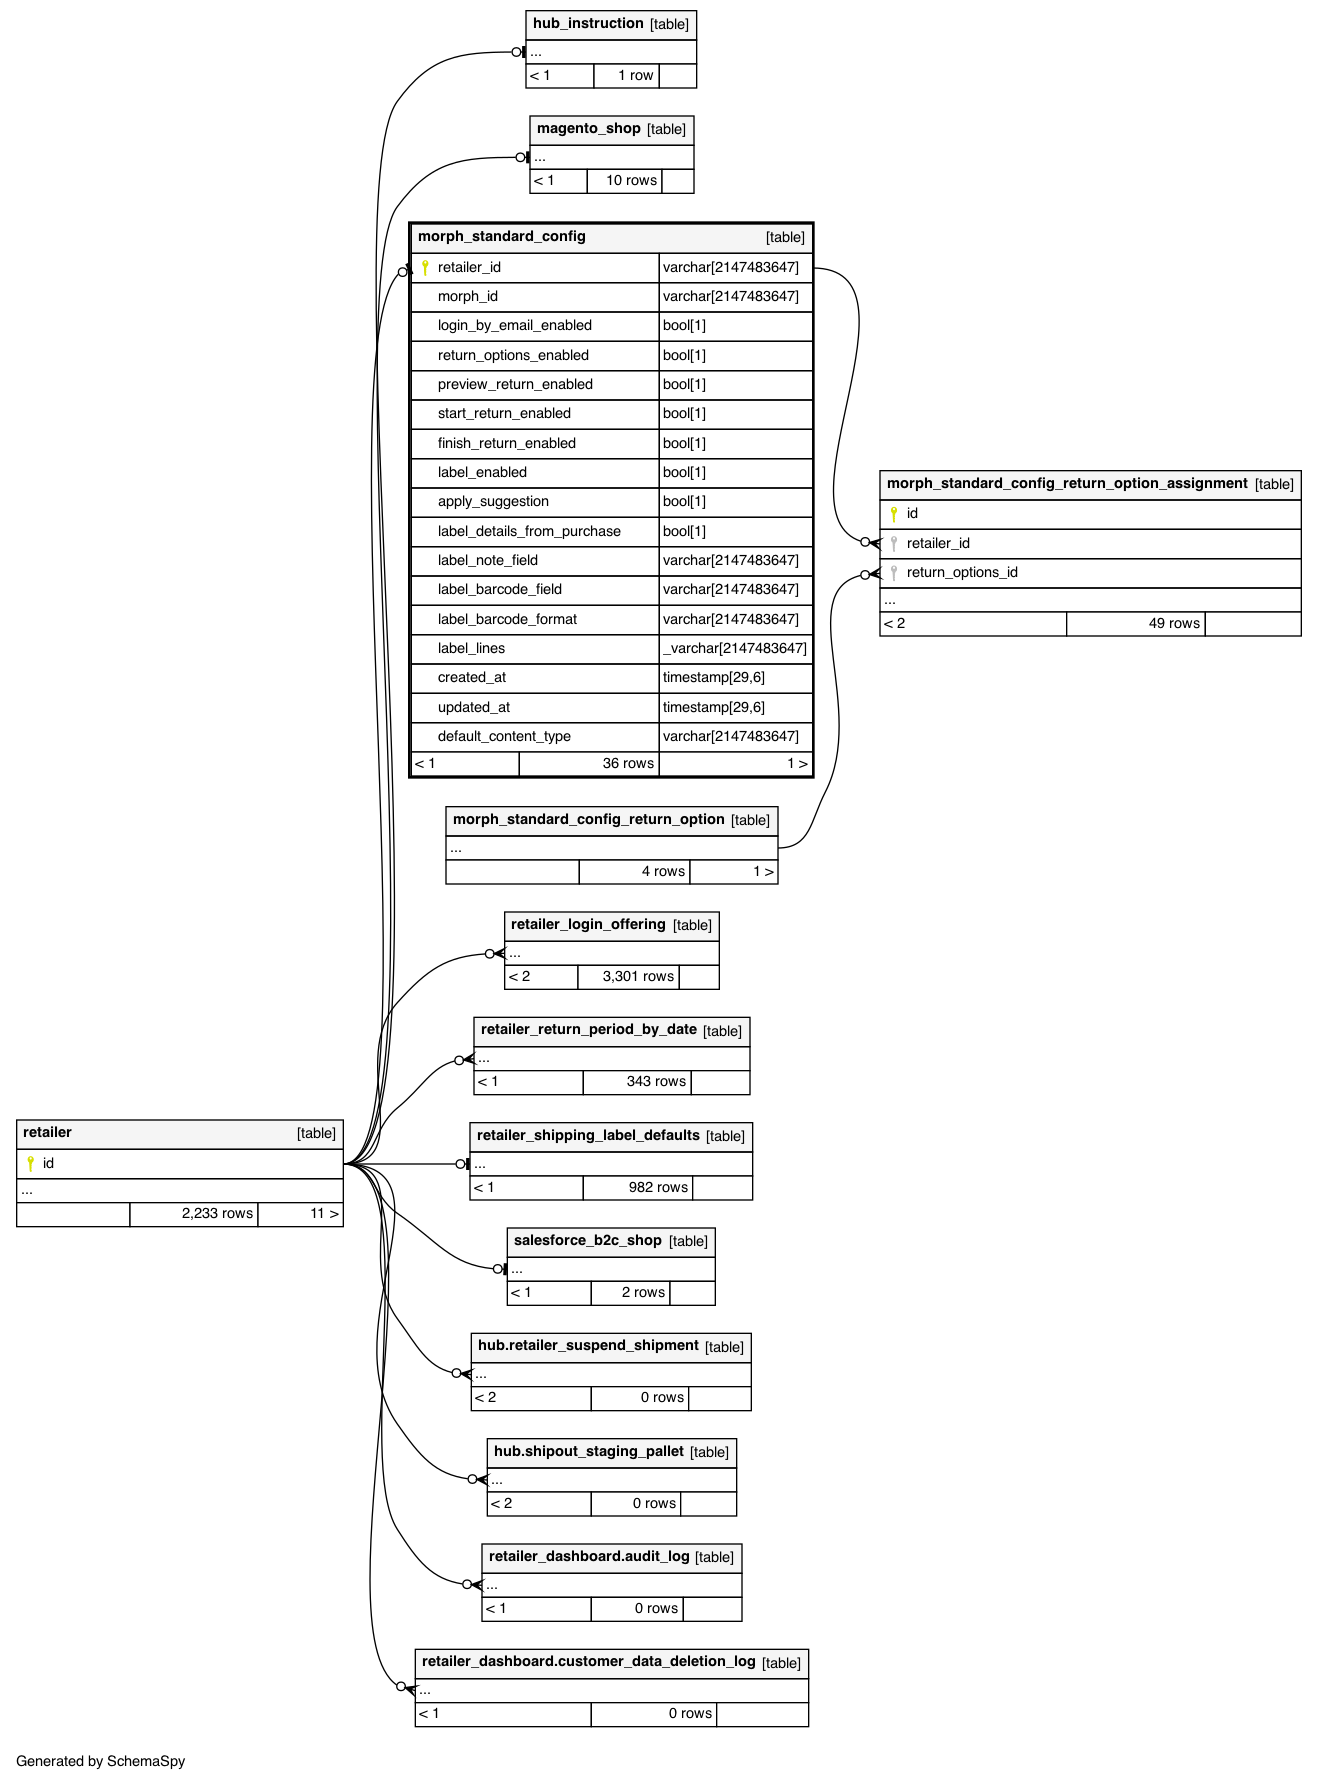 hub_instruction [table]
...
< 1 1 row
magento_shop [table]
...
< 1 10 rows
morph_standard_config [table]
retailer_id varchar[2147483647]
morph_id varchar[2147483647]
login_by_email_enabled bool[1]
return_options_enabled bool[1]
preview_return_enabled bool[1]
start_return_enabled bool[1]
finish_return_enabled bool[1]
label_enabled bool[1]
apply_suggestion bool[1]
label_details_from_purchase bool[1]
label_note_field varchar[2147483647]
label_barcode_field varchar[2147483647]
label_barcode_format varchar[2147483647]
label_lines _varchar[2147483647]
created_at timestamp[29,6]
updated_at timestamp[29,6]
default_content_type varchar[2147483647]
< 1 36 rows 1 >
morph_standard_config_return_option_assignment [table]
id
retailer_id
return_options_id
...
< 2 49 rows
morph_standard_config_return_option [table]
...
4 rows 1 >
retailer_login_offering [table]
...
< 2 3,301 rows
retailer_return_period_by_date [table]
...
< 1 343 rows
retailer [table]
id
...
2,233 rows 11 >
retailer_shipping_label_defaults [table]
...
< 1 982 rows
salesforce_b2c_shop [table]
...
< 1 2 rows
hub.retailer_suspend_shipment [table]
...
< 2 0 rows
hub.shipout_staging_pallet [table]
...
< 2 0 rows
retailer_dashboard.audit_log [table]
...
< 1 0 rows
retailer_dashboard.customer_data_deletion_log [table]
...
< 1 0 rows
Generated by SchemaSpy